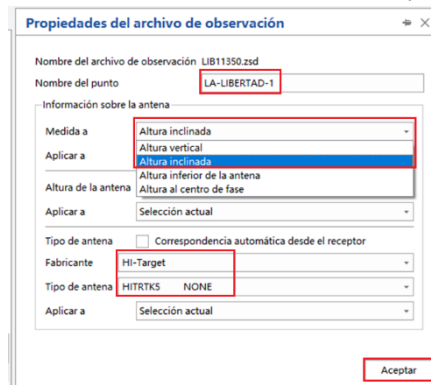 Propiedades del archivo de observación
Nombre del archivo de observación LIB11350.zsd
Nombre del punto LA-LIBERTAD-1
Información sobre la antena
Medida a Altura inclinada
Altura vertical
Aplicar a Altura inclinada
Altura inferior de la antena
Altura de la antena Altura al centro de fase
Aplicar a Selección actual
Tipo de antena Correspondencia automática desde el receptor
Fabricante HI-Target
Tipo de antena HITRTK5 NONE
Aplicar a Selección actual
Aceptar